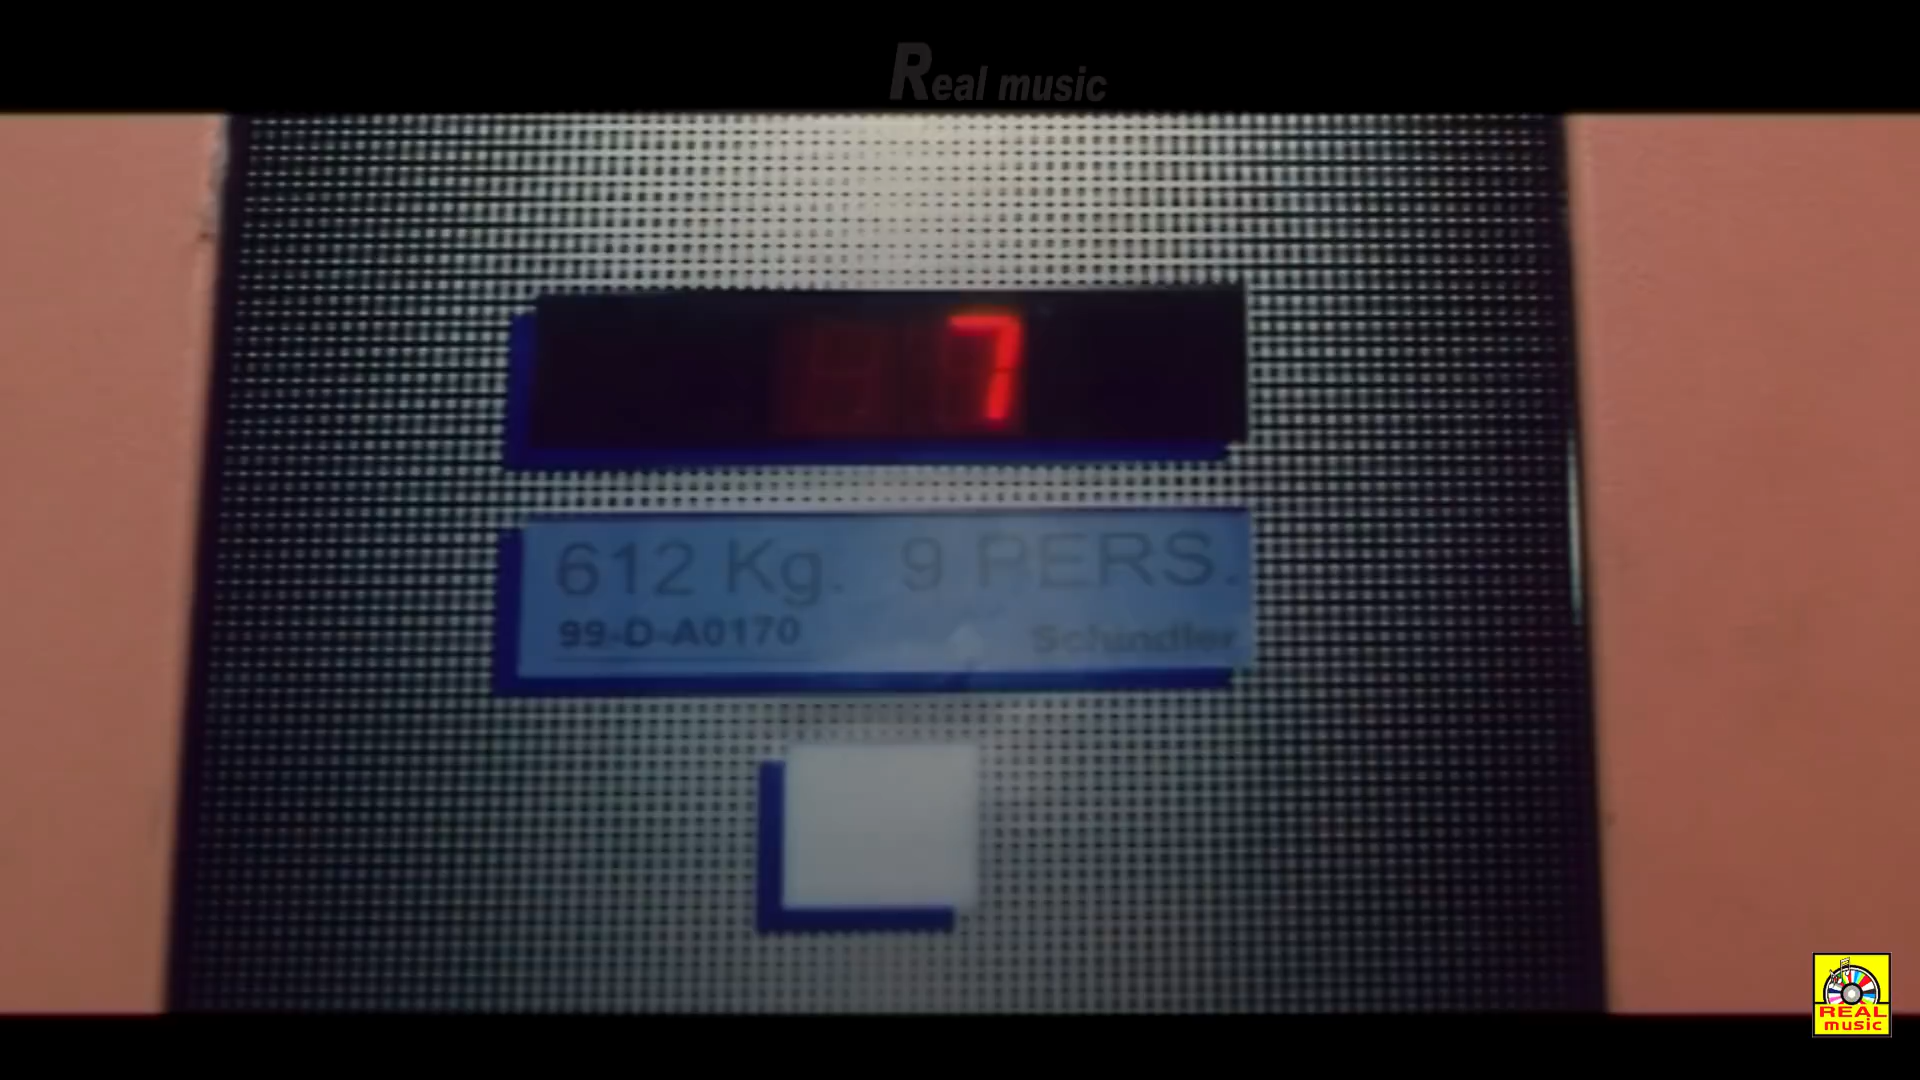 Real music
7
612 Kg. 9 PERS.
99-D-A0170 Schindler
REAL
music